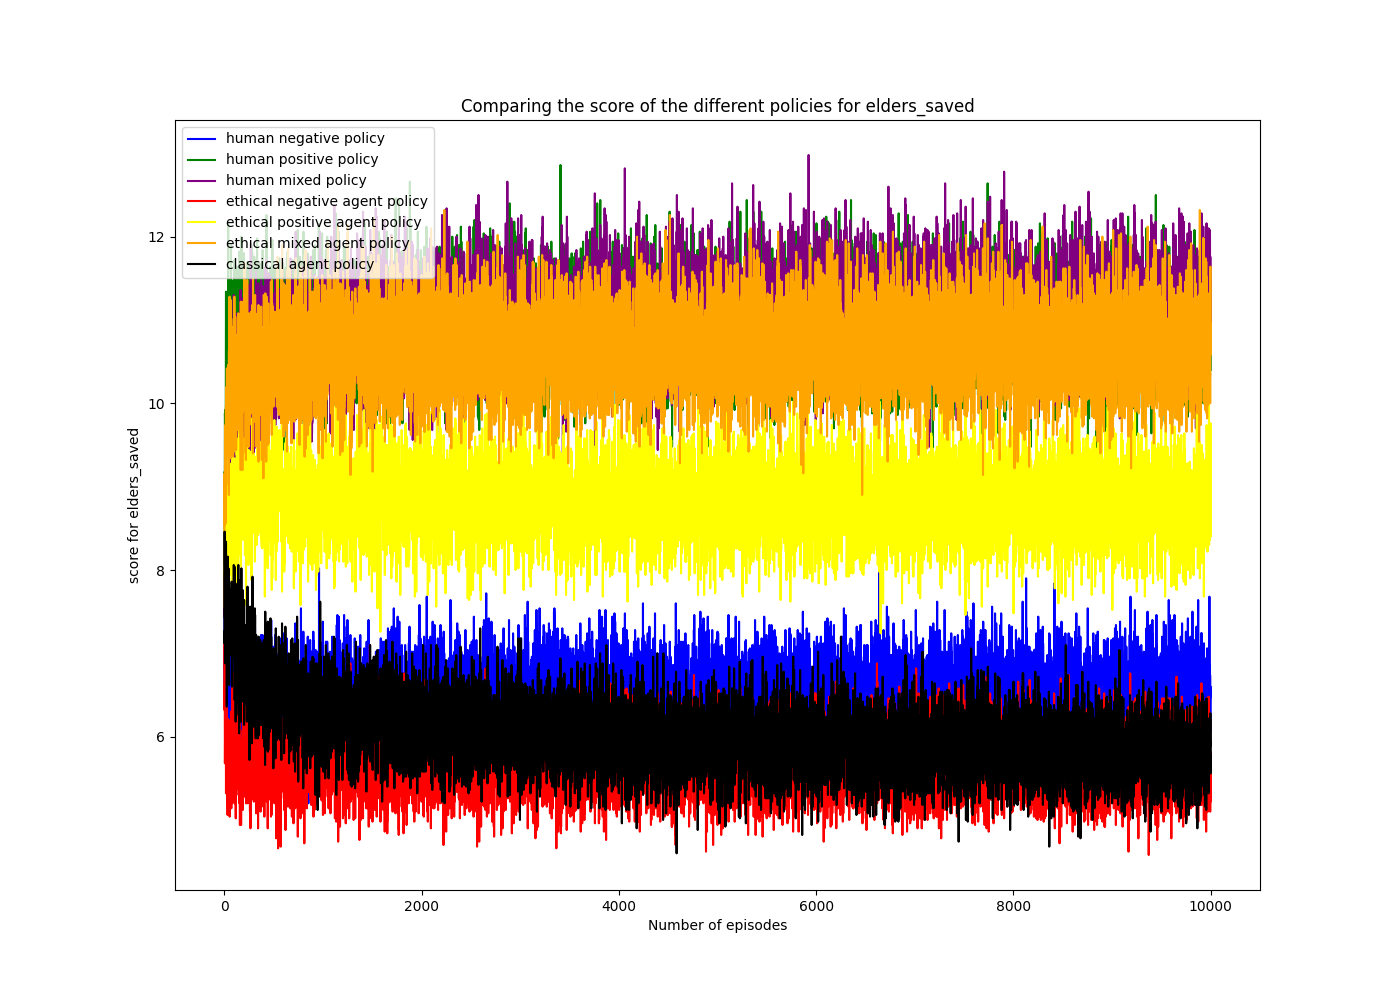 Comparing the score of the different policies for elders_saved
human negative policy
human positive policy
human mixed policy
ethical negative agent policy
ethical positive agent policy
ethical mixed agent policy
classical agent policy
12
10
8
6
score for elders_saved
0 2000 4000 6000 8000 10000
Number of episodes